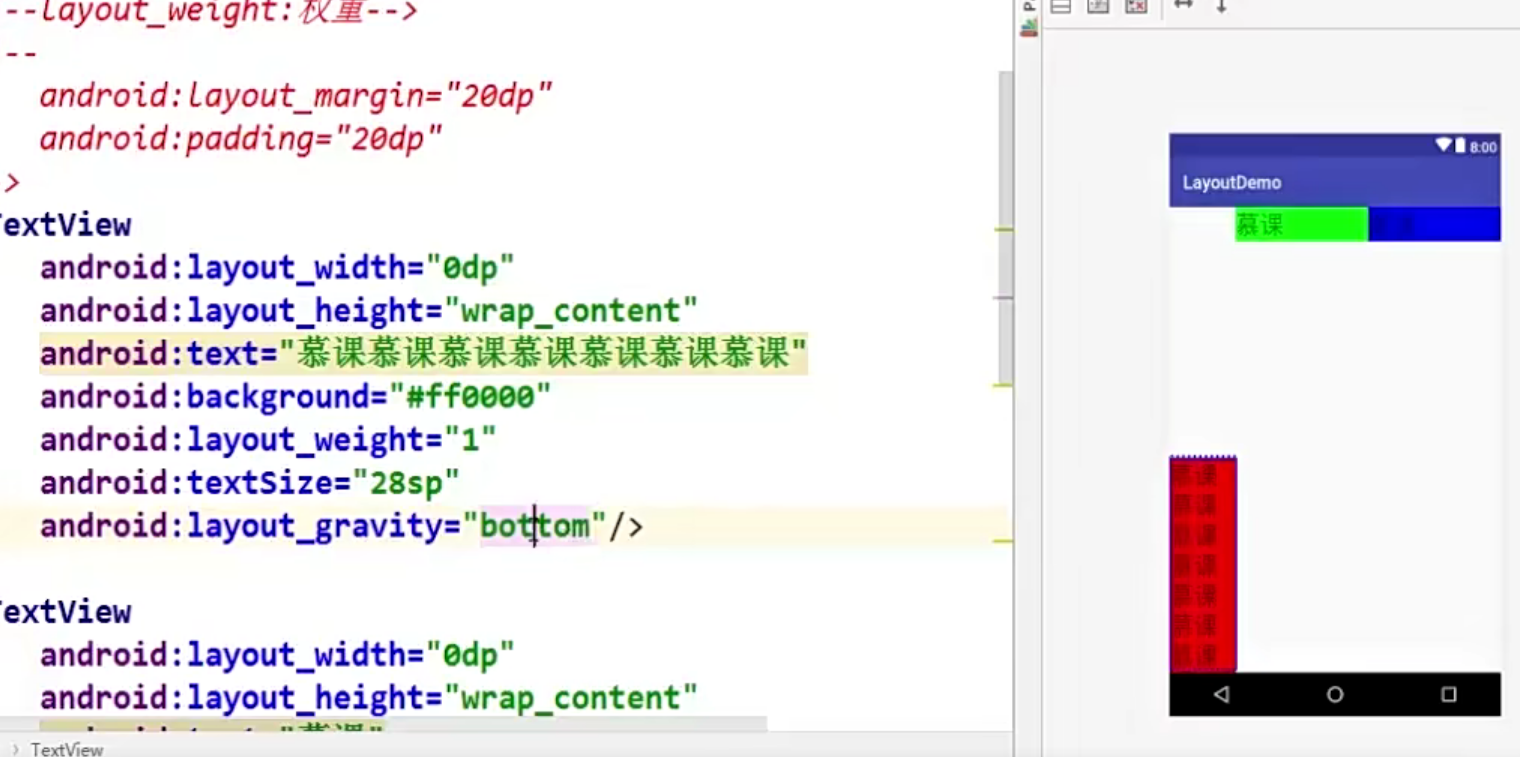 --layout_weight:权重-->
--
android:layout_margin="20dp"
android:padding="20dp"
>
TextView
android:layout_width="0dp"
android:layout_height="wrap_content"
android:text="慕课慕课慕课慕课慕课慕课慕课"
android:background="#ff0000"
android:layout_weight="1"
android:textSize="28sp"
android:layout_gravity="bottom"/>
TextView
android:layout_width="0dp"
android:layout_height="wrap_content"
TextView
8:00
LayoutDemo
慕课
慕课
慕课
慕课
慕课
慕课
慕课
慕课